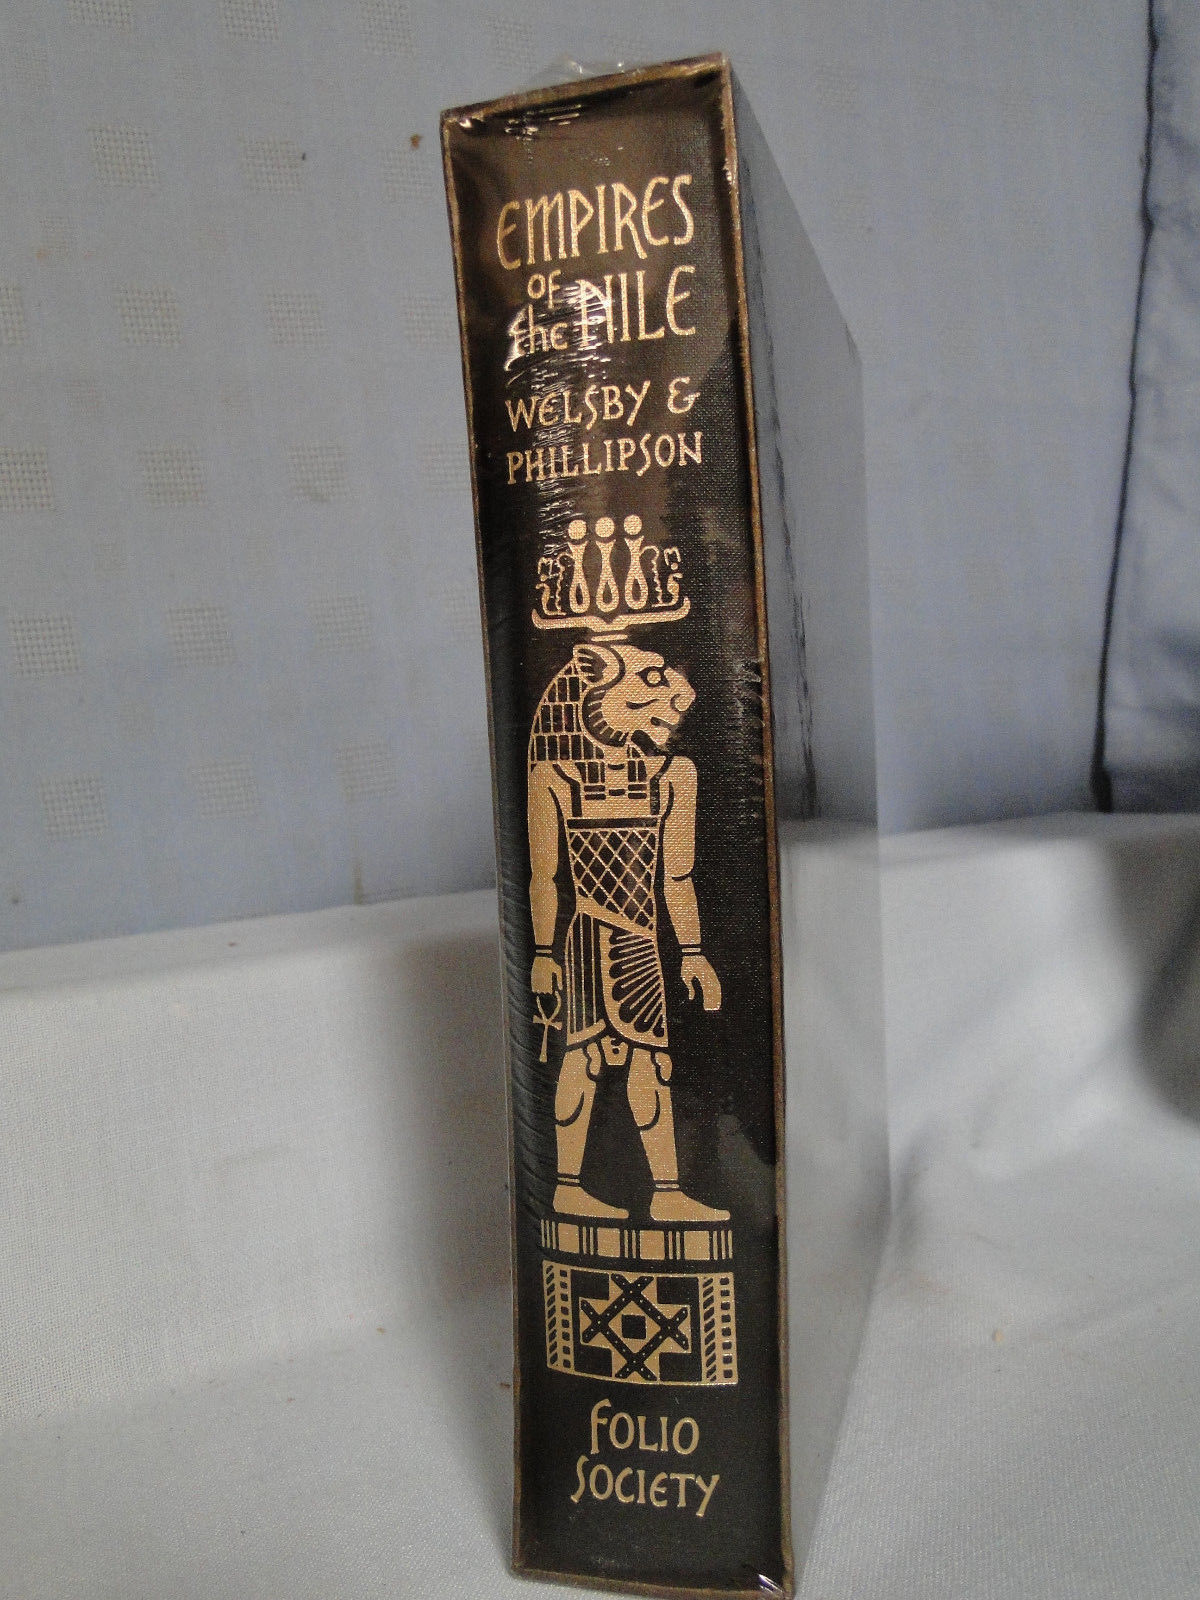 EMPIRES
of
the NILE
WELSBY &
PHILLIPSON
FOLIO
SOCIETY